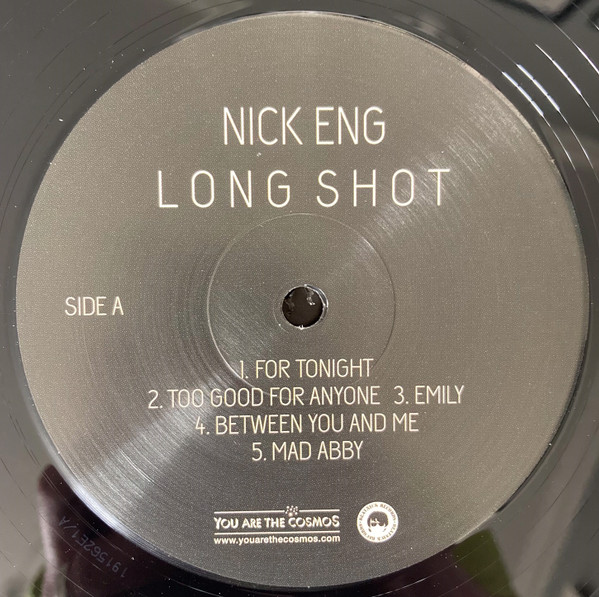 NICK ENG
LONG SHOT
SIDE A
1. FOR TONIGHT
2. TOO GOOD FOR ANYONE 3. EMILY
4. BETWEEN YOU AND ME
5. MAD ABBY
YOU ARE THE COSMOS
www.youarethecosmos.com
191562E1/A